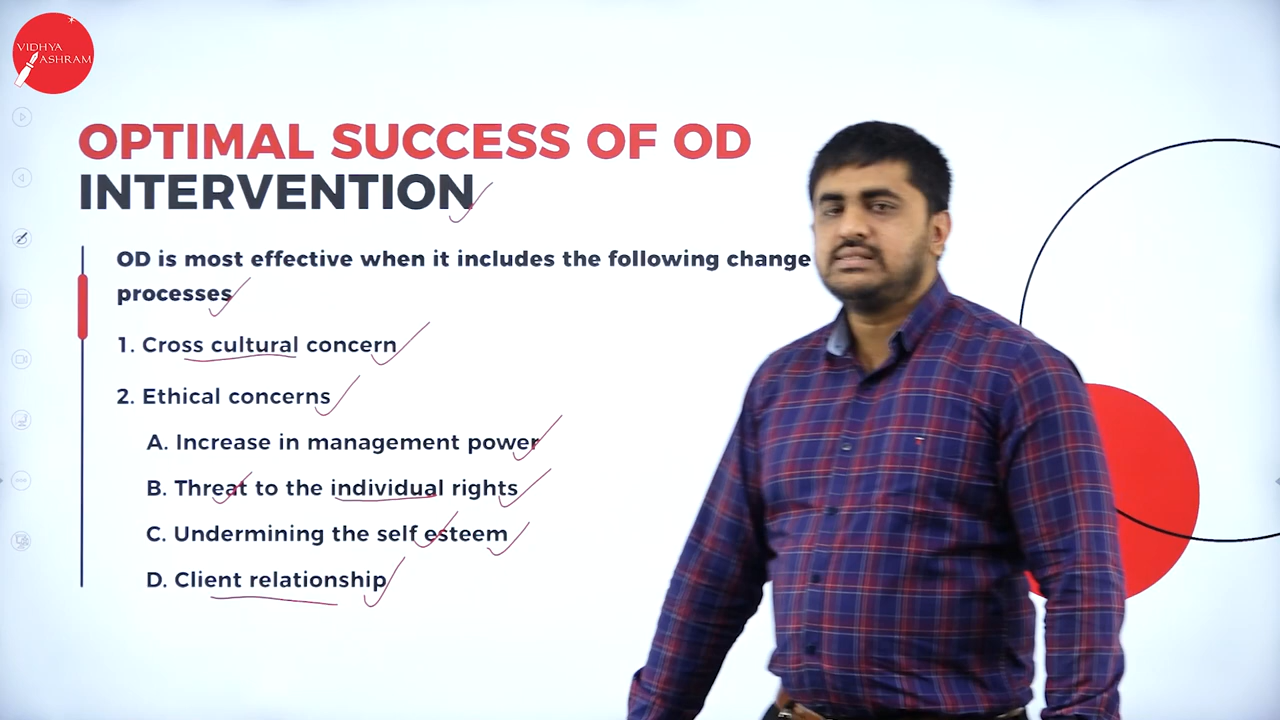 VIDHYA
ASHRAM
OPTIMAL SUCCESS OF OD
INTERVENTION
OD is most effective when it includes the following change
processes
1. Cross cultural concern
2. Ethical concerns
A. Increase in management power
B. Threat to the individual rights
C. Undermining the self esteem
D. Client relationship